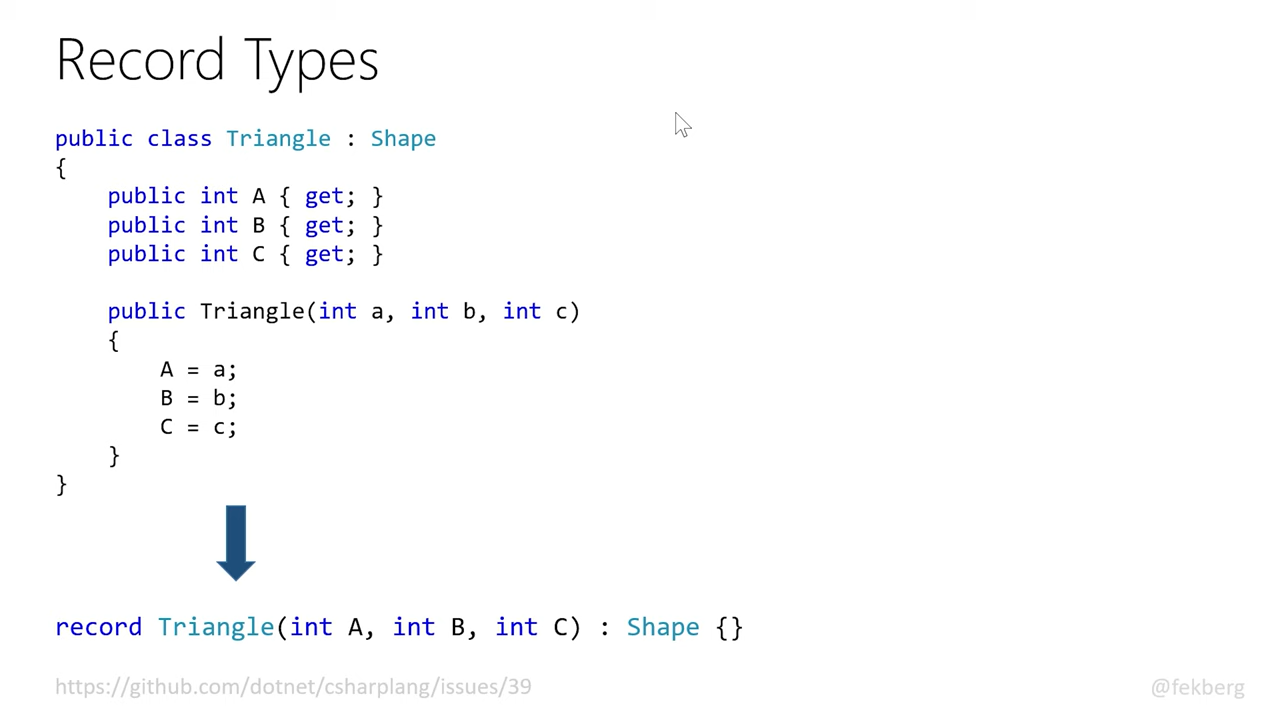 Record Types
public class Triangle : Shape
{
    public int A { get; }
    public int B { get; }
    public int C { get; }
    public Triangle(int a, int b, int c)
    {
        A = a;
        B = b;
        C = c;
    }
}
record Triangle(int A, int B, int C) : Shape {}
https://github.com/dotnet/csharplang/issues/39
@fekberg